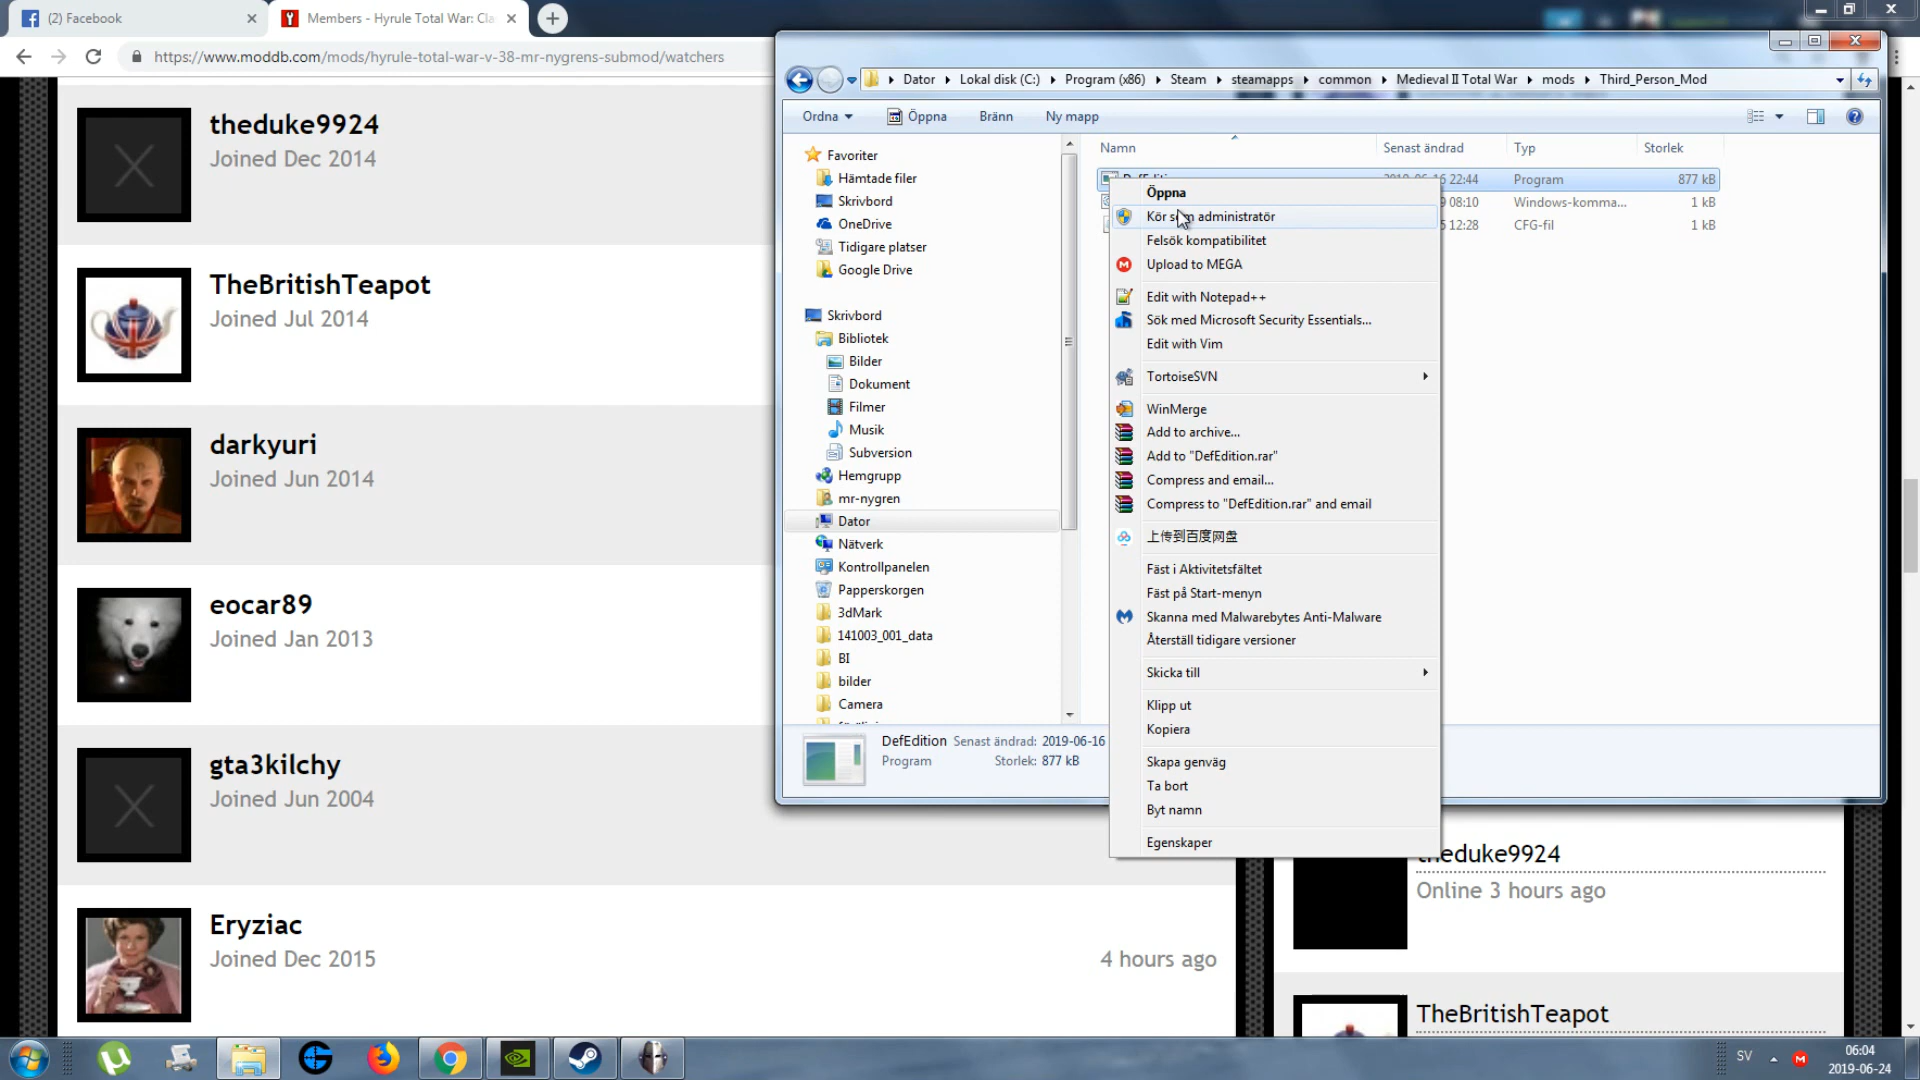 (2) Facebook
Members - Hyrule Total War: Cla
https://www.moddb.com/mods/hyrule-total-war-v-38-mr-nygrens-submod/watchers
theduke9924
Joined Dec 2014
TheBritishTeapot
Joined Jul 2014
darkyuri
Joined Jun 2014
eocar89
Joined Jan 2013
gta3kilchy
Joined Jun 2004
Eryziac
Joined Dec 2015
4 hours ago
Dator Lokal disk (C:) Program (x86) Steam steamapps common Medieval II Total War mods Third_Person_Mod
Ordna Öppna Bränn Ny mapp
Favoriter
Hämtade filer
Skrivbord
OneDrive
Tidigare platser
Google Drive
Skrivbord
Bibliotek
Bilder
Dokument
Filmer
Musik
Subversion
Hemgrupp
mr-nygren
Dator
Nätverk
Kontrollpanelen
Papperskorgen
3dMark
141003_001_data
BI
bilder
Camera
Namn Senast ändrad Typ Storlek
22:44 Program 877 kB
08:10 Windows-komma... 1 kB
12:28 CFG-fil 1 kB
Öppna
Kör som administratör
Felsök kompatibilitet
Upload to MEGA
Edit with Notepad++
Sök med Microsoft Security Essentials...
Edit with Vim
TortoiseSVN
WinMerge
Add to archive...
Add to "DefEdition.rar"
Compress and email...
Compress to "DefEdition.rar" and email
上传到百度网盘
Fäst i Aktivitetsfältet
Fäst på Start-menyn
Skanna med Malwarebytes Anti-Malware
Återställ tidigare versioner
Skicka till
Klipp ut
Kopiera
Skapa genväg
Ta bort
Byt namn
Egenskaper
DefEdition Senast ändrad: 2019-06-16
Program Storlek: 877 kB
theduke9924
Online 3 hours ago
TheBritishTeapot
SV
06:04
2019-06-24